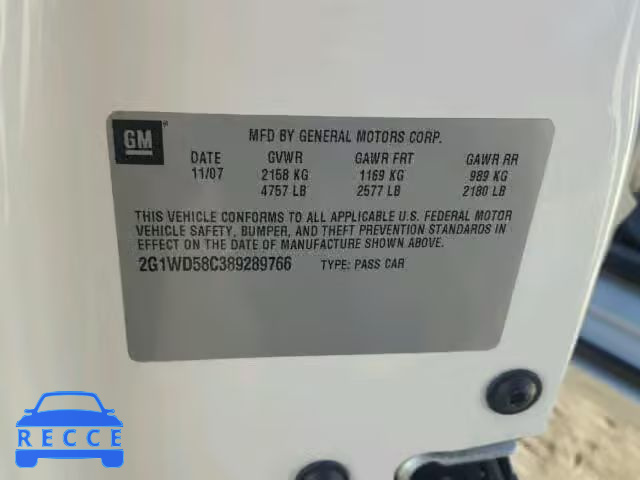 GM
MFD BY GENERAL MOTORS CORP.
DATE GVWR GAWR FRT GAWR RR
11/07 2158 KG 1169 KG 989 KG
4757 LB 2577 LB 2180 LB
THIS VEHICLE CONFORMS TO ALL APPLICABLE U.S. FEDERAL MOTOR
VEHICLE SAFETY, BUMPER, AND THEFT PREVENTION STANDARDS IN
EFFECT ON THE DATE OF MANUFACTURE SHOWN ABOVE.
2G1WD58C389289766 TYPE: PASS CAR
RECCE